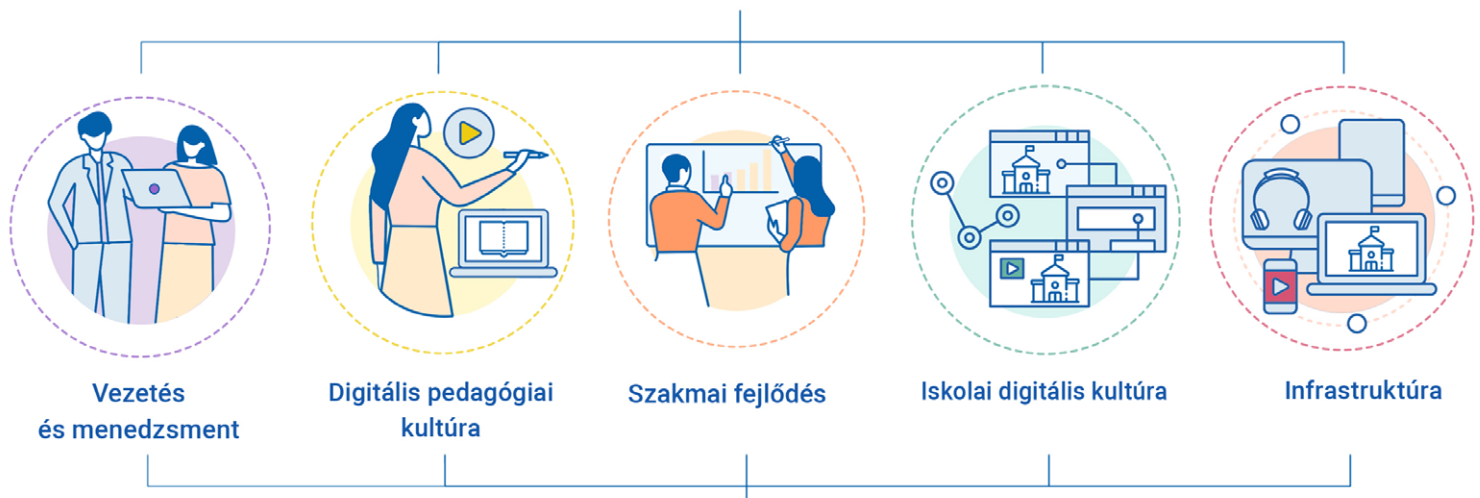 Vezetés
és menedzsment
Digitális pedagógiai
kultúra
Szakmai fejlődés
Iskolai digitális kultúra
Infrastruktúra